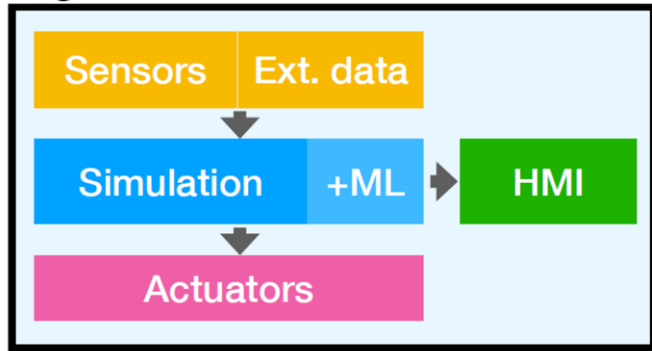 Sensors Ext. data
Simulation +ML HMI
Actuators